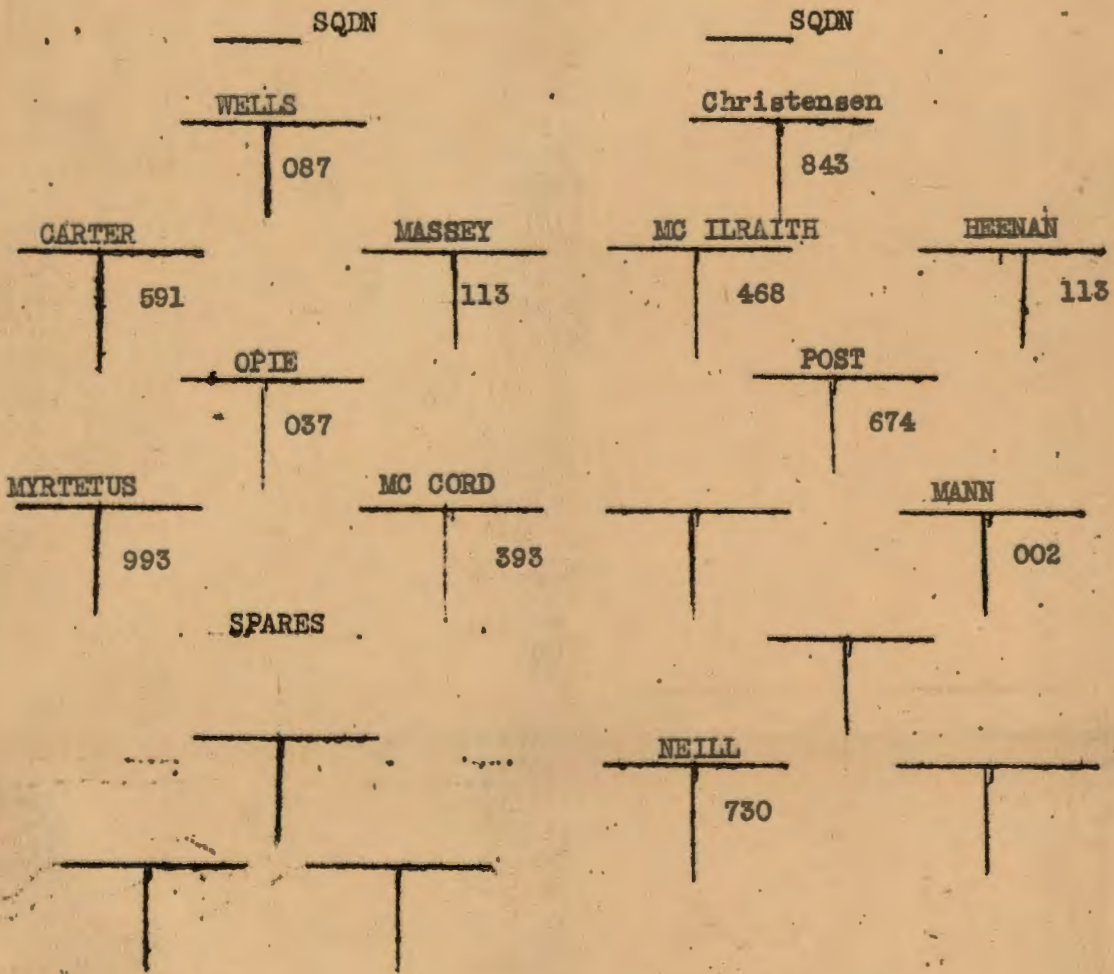 SQDN SQDN
WELLS Christensen
087 843
CARTER MASSEY MC ILRAITH HEENAN
591 113 468 113
OPIE POST
037 674
MYRTETUS MC CORD MANN
993 393 002
SPARES
NEILL
730